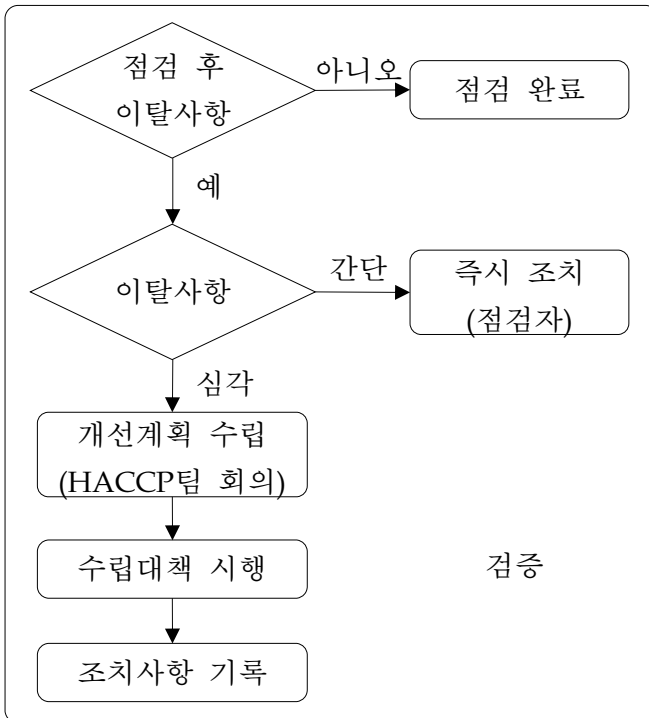 점검 후
이탈사항
아니오
점검 완료
예
이탈사항
간단
즉시 조치
(점검자)
심각
개선계획 수립
(HACCP팀 회의)
수립대책 시행
검증
조치사항 기록